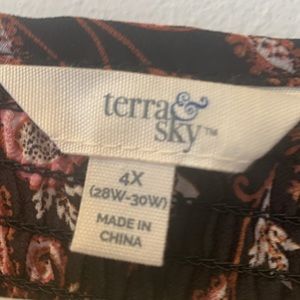 terra&
sky™
4X
(28W-30W)
MADE IN
CHINA